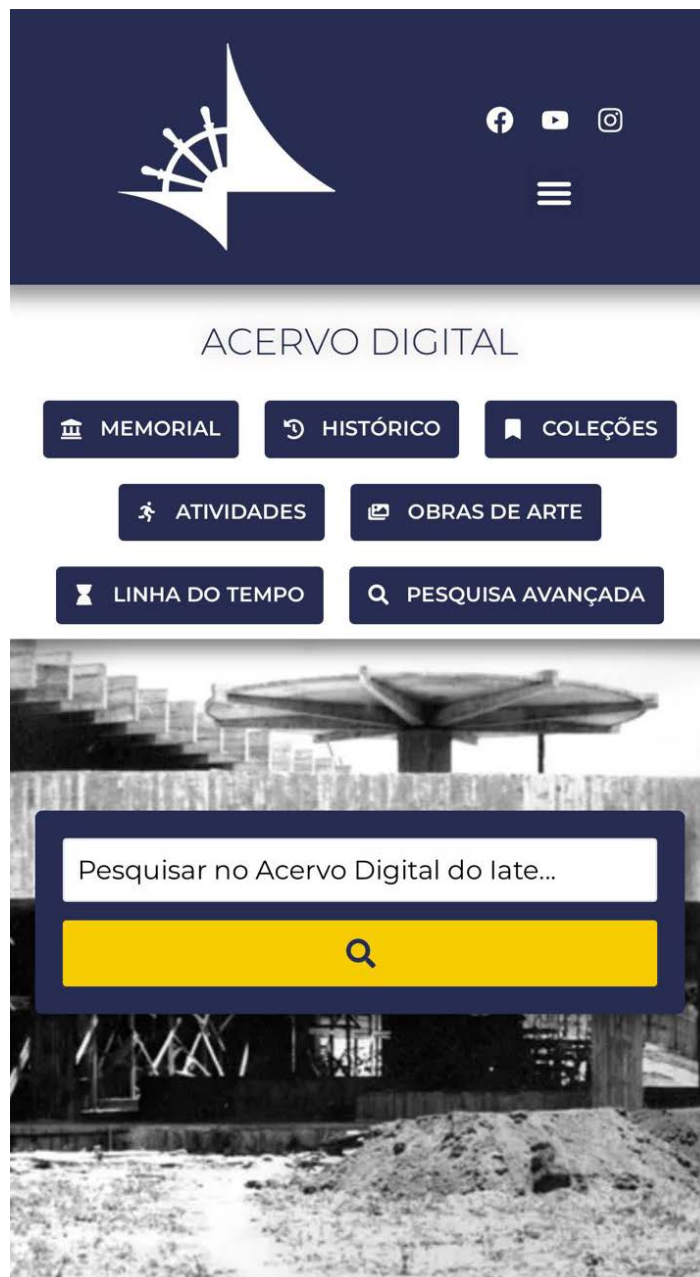 ACERVO DIGITAL
MEMORIAL HISTÓRICO COLEÇÕES
ATIVIDADES OBRAS DE ARTE
LINHA DO TEMPO PESQUISA AVANÇADA
Pesquisar no Acervo Digital do Iate...